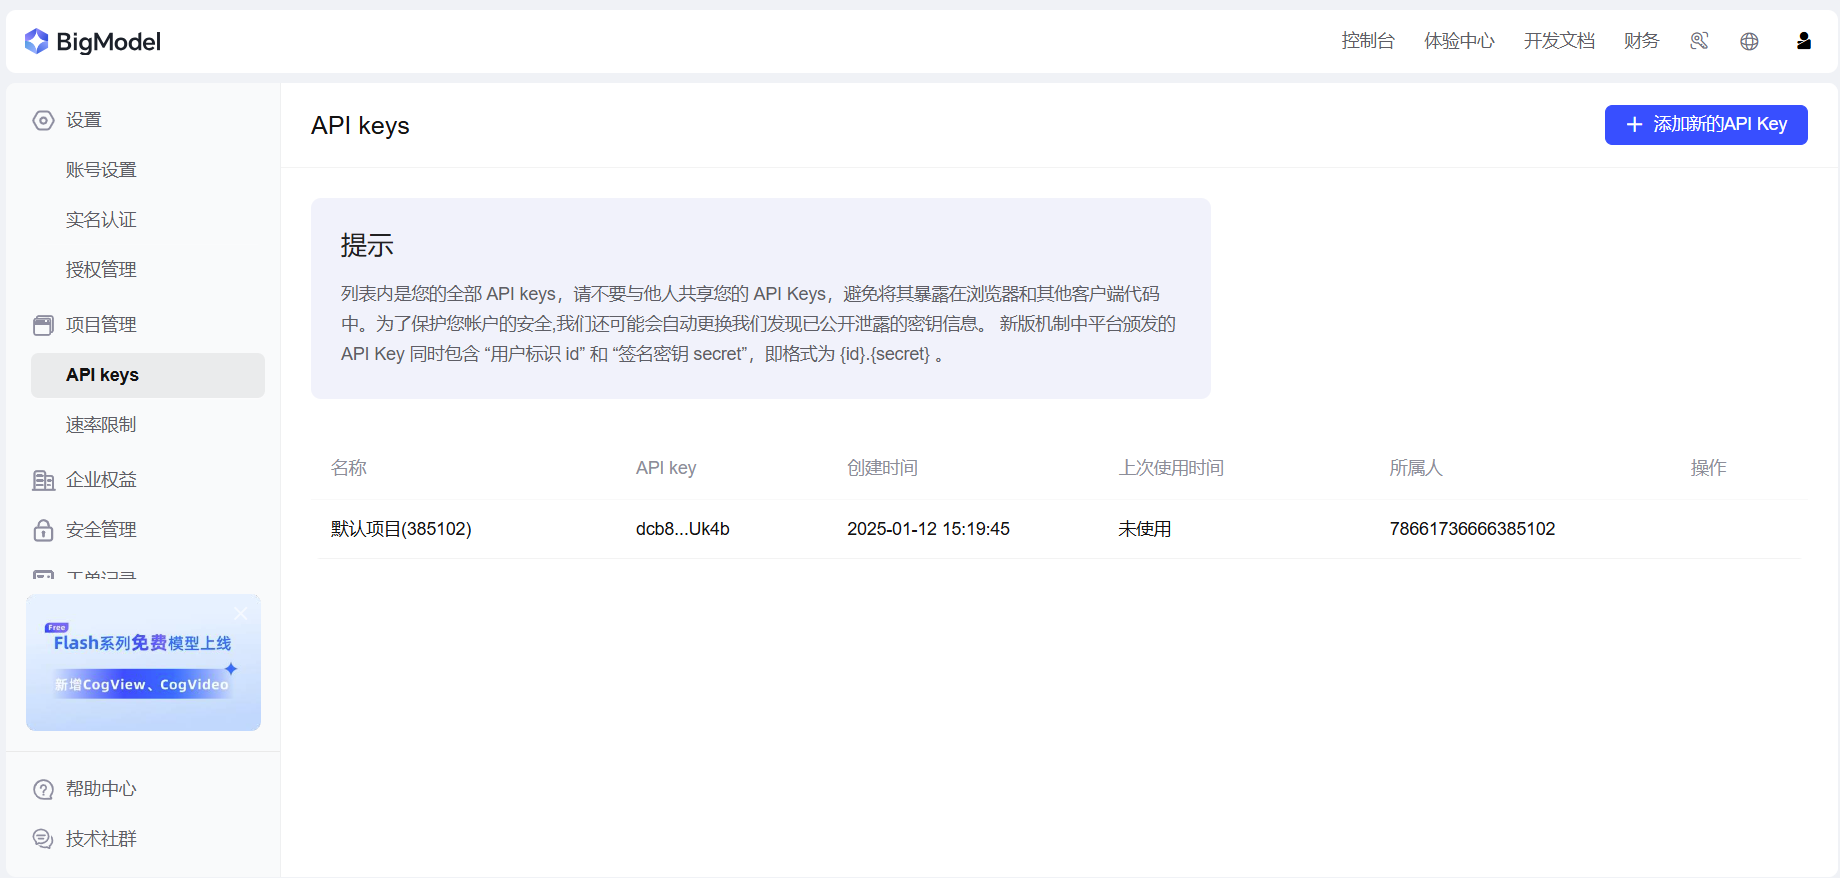 BigModel
控制台
体验中心
开发文档
财务
设置
账号设置
实名认证
授权管理
项目管理
API keys
速率限制
企业权益
安全管理
工单记录
Free
Flash系列免费模型上线
新增CogView、CogVideo
帮助中心
技术社群
API keys
添加新的API Key
提示
列表内是您的全部 API keys，请不要与他人共享您的 API Keys，避免将其暴露在浏览器和其他客户端代码
中。为了保护您帐户的安全,我们还可能会自动更换我们发现已公开泄露的密钥信息。 新版机制中平台颁发的
API Key 同时包含 “用户标识 id” 和 “签名密钥 secret”，即格式为 {id}.{secret} 。
名称 API key 创建时间 上次使用时间 所属人 操作
默认项目(385102) dcb8...Uk4b 2025-01-12 15:19:45 未使用 78661736666385102